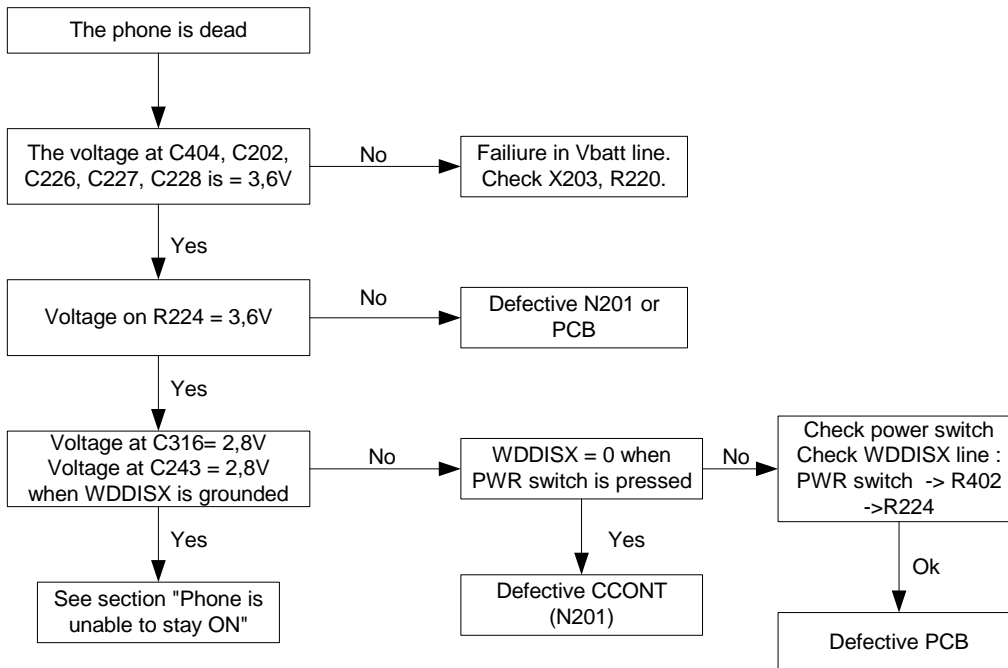 The phone is dead
The voltage at C404, C202,
C226, C227, C228 is = 3,6V
No
Failiure in Vbatt line.
Check X203, R220.
Yes
Voltage on R224 = 3,6V
No
Defective N201 or
PCB
Yes
Voltage at C316= 2,8V
Voltage at C243 = 2,8V
when WDDISX is grounded
No
WDDISX = 0 when
PWR switch is pressed
No
Check power switch
Check WDDISX line :
PWR switch -> R402
->R224
Yes
See section "Phone is
unable to stay ON"
Yes
Defective CCONT
(N201)
Ok
Defective PCB